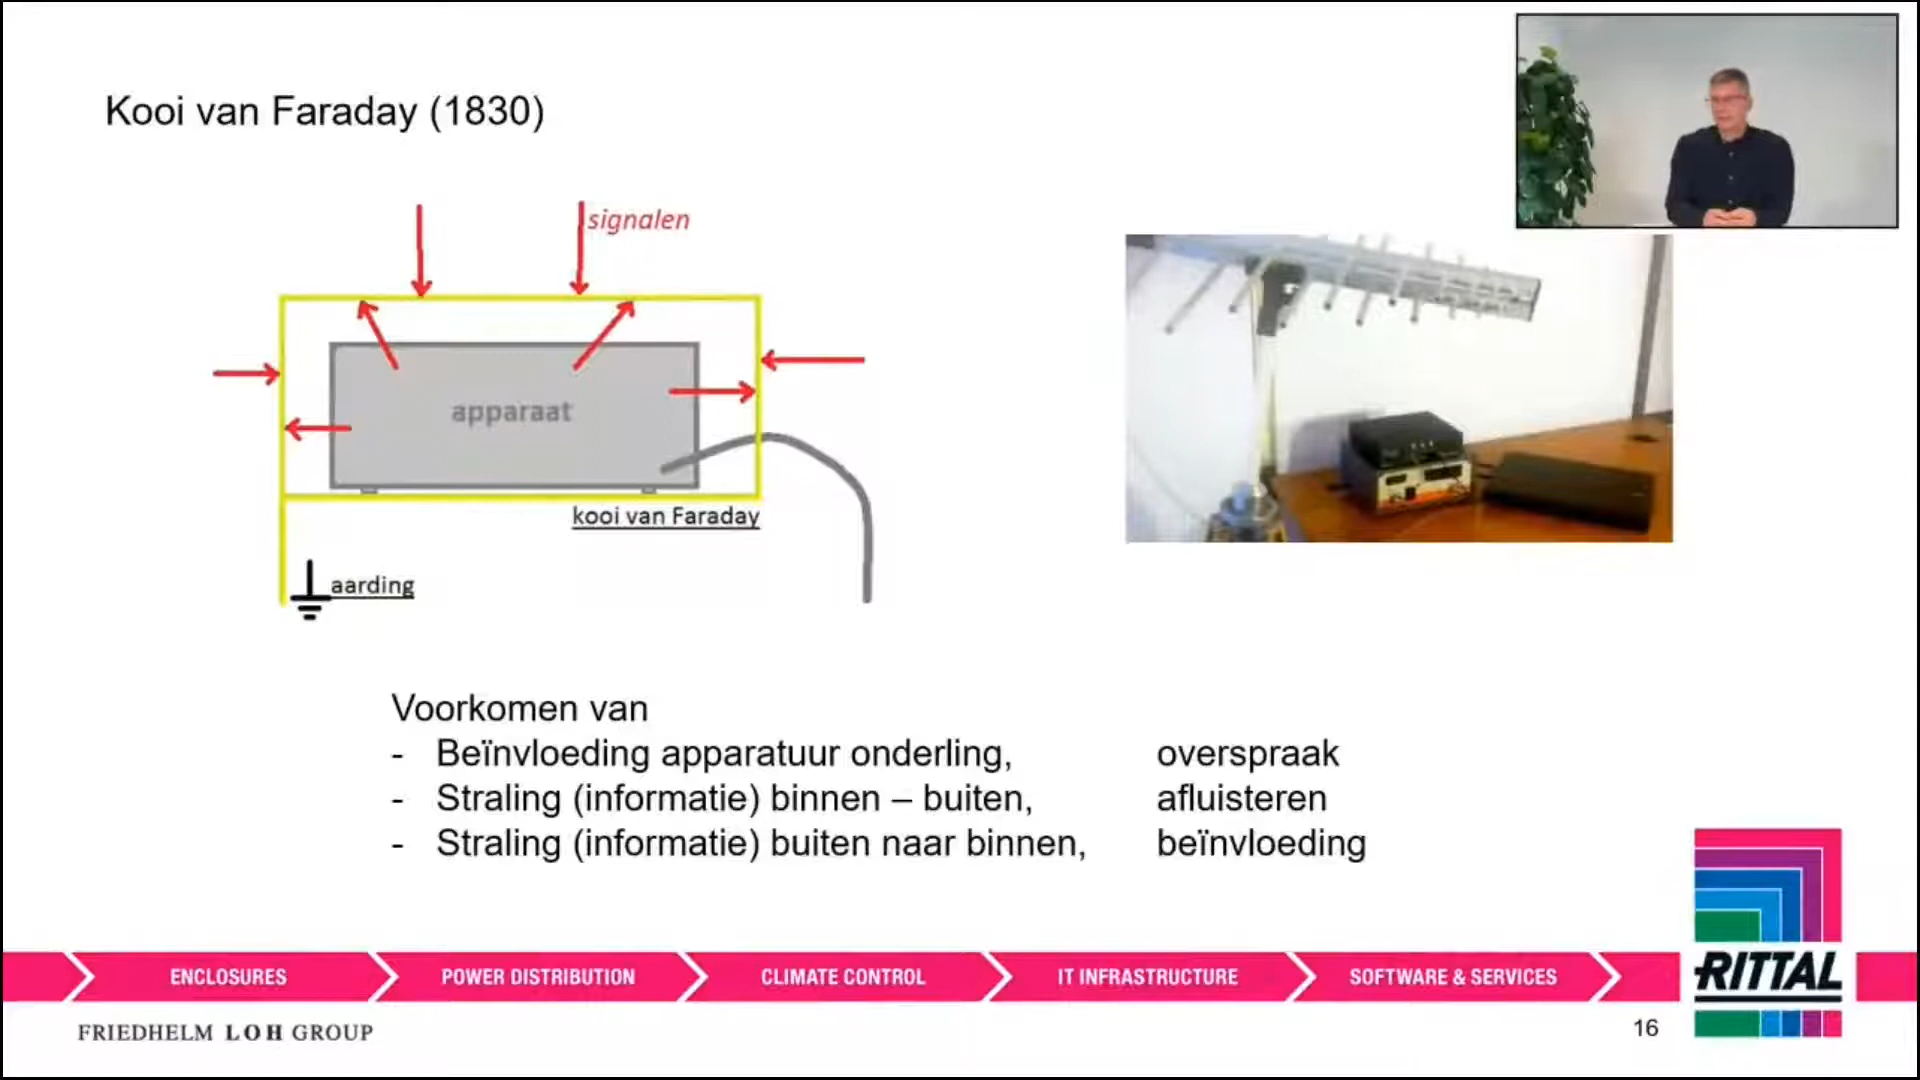 Kooi van Faraday (1830)
signalen
apparaat
kooi van Faraday
aarding
Voorkomen van
- Beïnvloeding apparatuur onderling, overspraak
- Straling (informatie) binnen – buiten, afluisteren
- Straling (informatie) buiten naar binnen, beïnvloeding
ENCLOSURES POWER DISTRIBUTION CLIMATE CONTROL IT INFRASTRUCTURE SOFTWARE & SERVICES
RITTAL
FRIEDHELM LOH GROUP
16